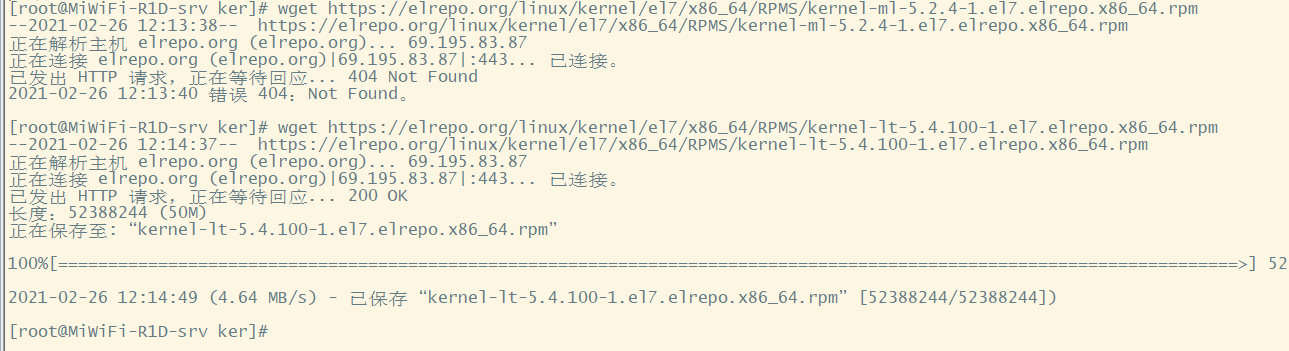 [root@MiWiFi-R1D-srv ker]# wget https://elrepo.org/linux/kernel/el7/x86_64/RPMS/kernel-ml-5.2.4-1.el7.elrepo.x86_64.rpm
--2021-02-26 12:13:38--  https://elrepo.org/linux/kernel/el7/x86_64/RPMS/kernel-ml-5.2.4-1.el7.elrepo.x86_64.rpm
正在解析主机 elrepo.org (elrepo.org)... 69.195.83.87
正在连接 elrepo.org (elrepo.org)|69.195.83.87|:443... 已连接。
已发出 HTTP 请求，正在等待回应... 404 Not Found
2021-02-26 12:13:40 错误 404：Not Found。
[root@MiWiFi-R1D-srv ker]# wget https://elrepo.org/linux/kernel/el7/x86_64/RPMS/kernel-lt-5.4.100-1.el7.elrepo.x86_64.rpm
--2021-02-26 12:14:37--  https://elrepo.org/linux/kernel/el7/x86_64/RPMS/kernel-lt-5.4.100-1.el7.elrepo.x86_64.rpm
正在解析主机 elrepo.org (elrepo.org)... 69.195.83.87
正在连接 elrepo.org (elrepo.org)|69.195.83.87|:443... 已连接。
已发出 HTTP 请求，正在等待回应... 200 OK
长度：52388244 (50M)
正在保存至: “kernel-lt-5.4.100-1.el7.elrepo.x86_64.rpm”
100%[======================================================================================================================>] 52
2021-02-26 12:14:49 (4.64 MB/s) - 已保存 “kernel-lt-5.4.100-1.el7.elrepo.x86_64.rpm” [52388244/52388244])
[root@MiWiFi-R1D-srv ker]#